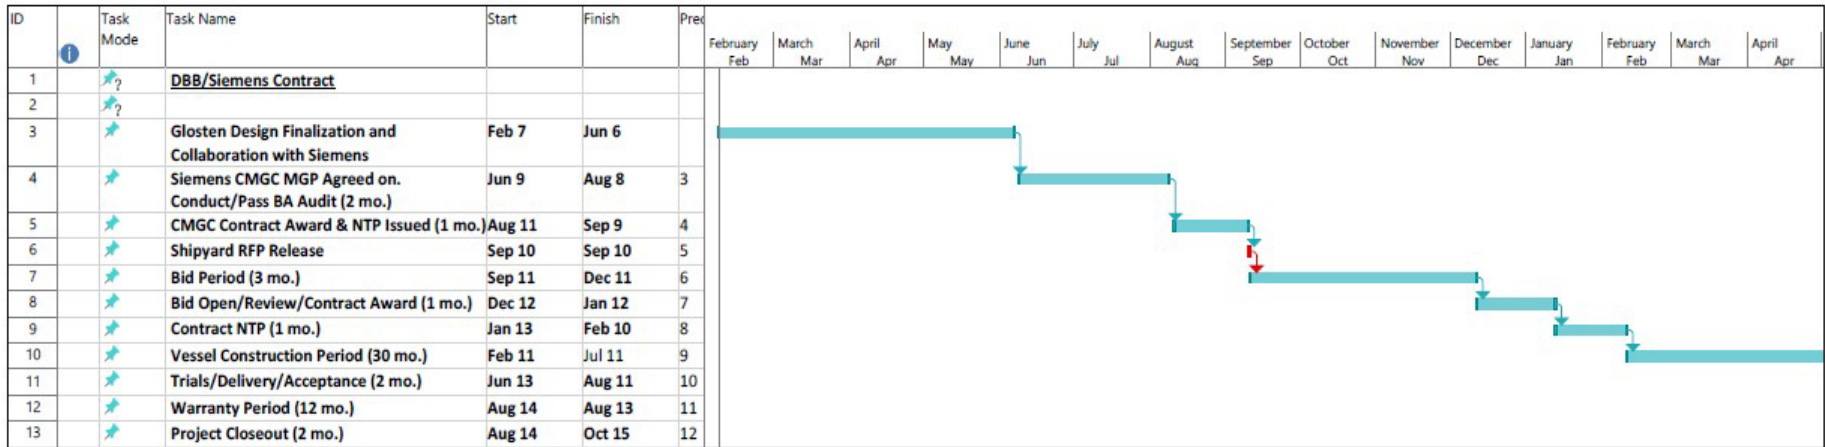 ID Task Mode Task Name Start Finish Pred
February March April May June July August September October November December January February March April
Feb Mar Apr May Jun Jul Aug Sep Oct Nov Dec Jan Feb Mar Apr
1 ? DBB/Siemens Contract
2 ?
3 Glosten Design Finalization and Feb 7 Jun 6
Collaboration with Siemens
4 Siemens CMGC MGP Agreed on. Jun 9 Aug 8 3
Conduct/Pass BA Audit (2 mo.)
5 CMGC Contract Award & NTP Issued (1 mo.) Aug 11 Sep 9 4
6 Shipyard RFP Release Sep 10 Sep 10 5
7 Bid Period (3 mo.) Sep 11 Dec 11 6
8 Bid Open/Review/Contract Award (1 mo.) Dec 12 Jan 12 7
9 Contract NTP (1 mo.) Jan 13 Feb 10 8
10 Vessel Construction Period (30 mo.) Feb 11 Jul 11 9
11 Trials/Delivery/Acceptance (2 mo.) Jun 13 Aug 11 10
12 Warranty Period (12 mo.) Aug 14 Aug 13 11
13 Project Closeout (2 mo.) Aug 14 Oct 15 12